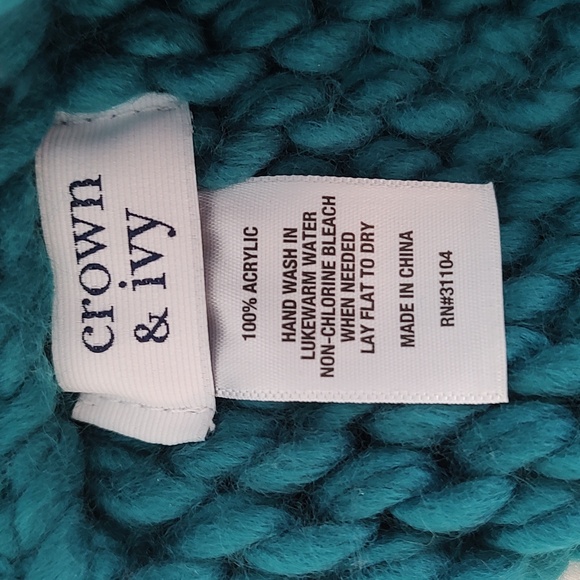 crown
& ivy
100% ACRYLIC
HAND WASH IN
LUKEWARM WATER
NON-CHLORINE BLEACH
WHEN NEEDED
LAY FLAT TO DRY
MADE IN CHINA
RN#31104